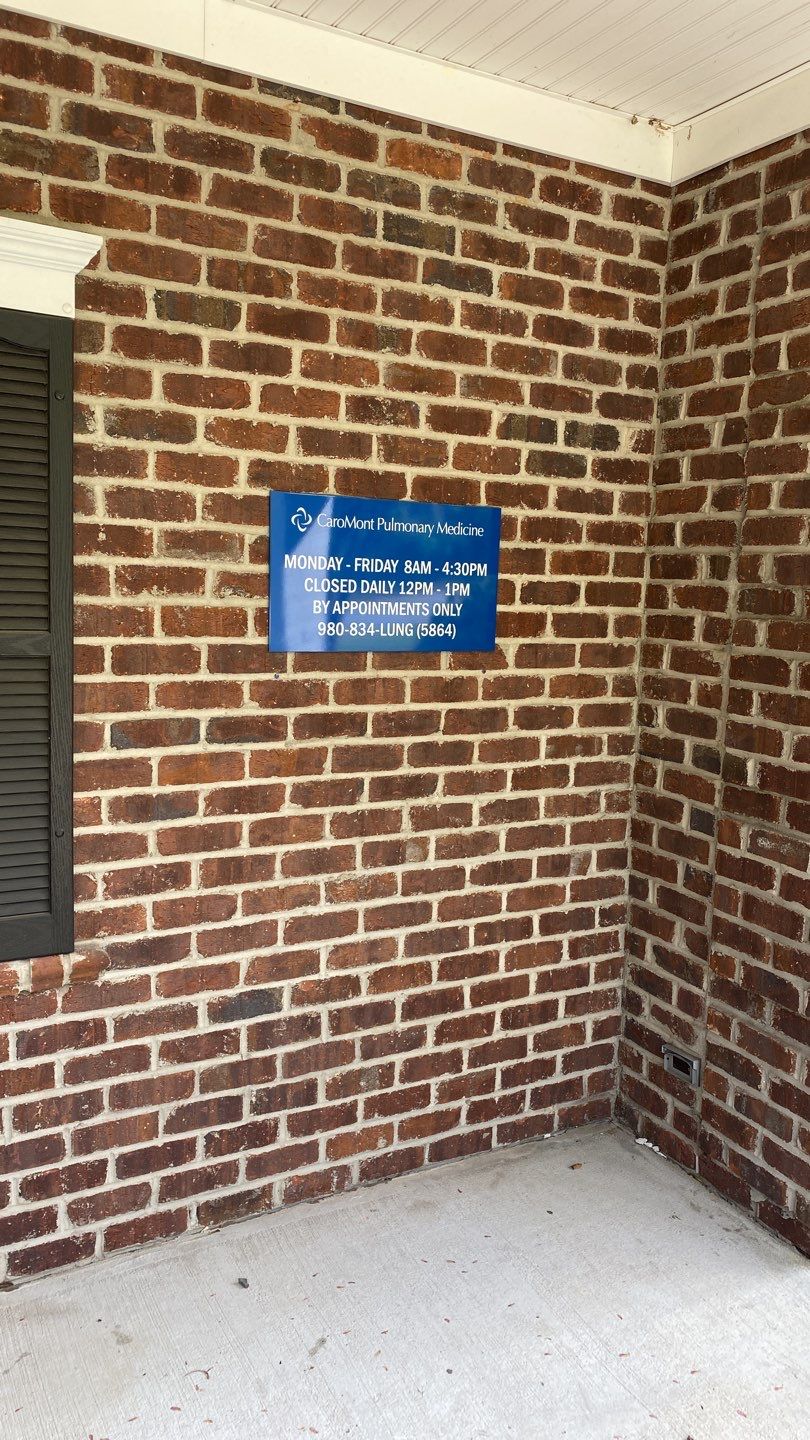 CaroMont Pulmonary Medicine
MONDAY - FRIDAY 8AM - 4:30PM
CLOSED DAILY 12PM - 1PM
BY APPOINTMENTS ONLY
980-834-LUNG (5864)